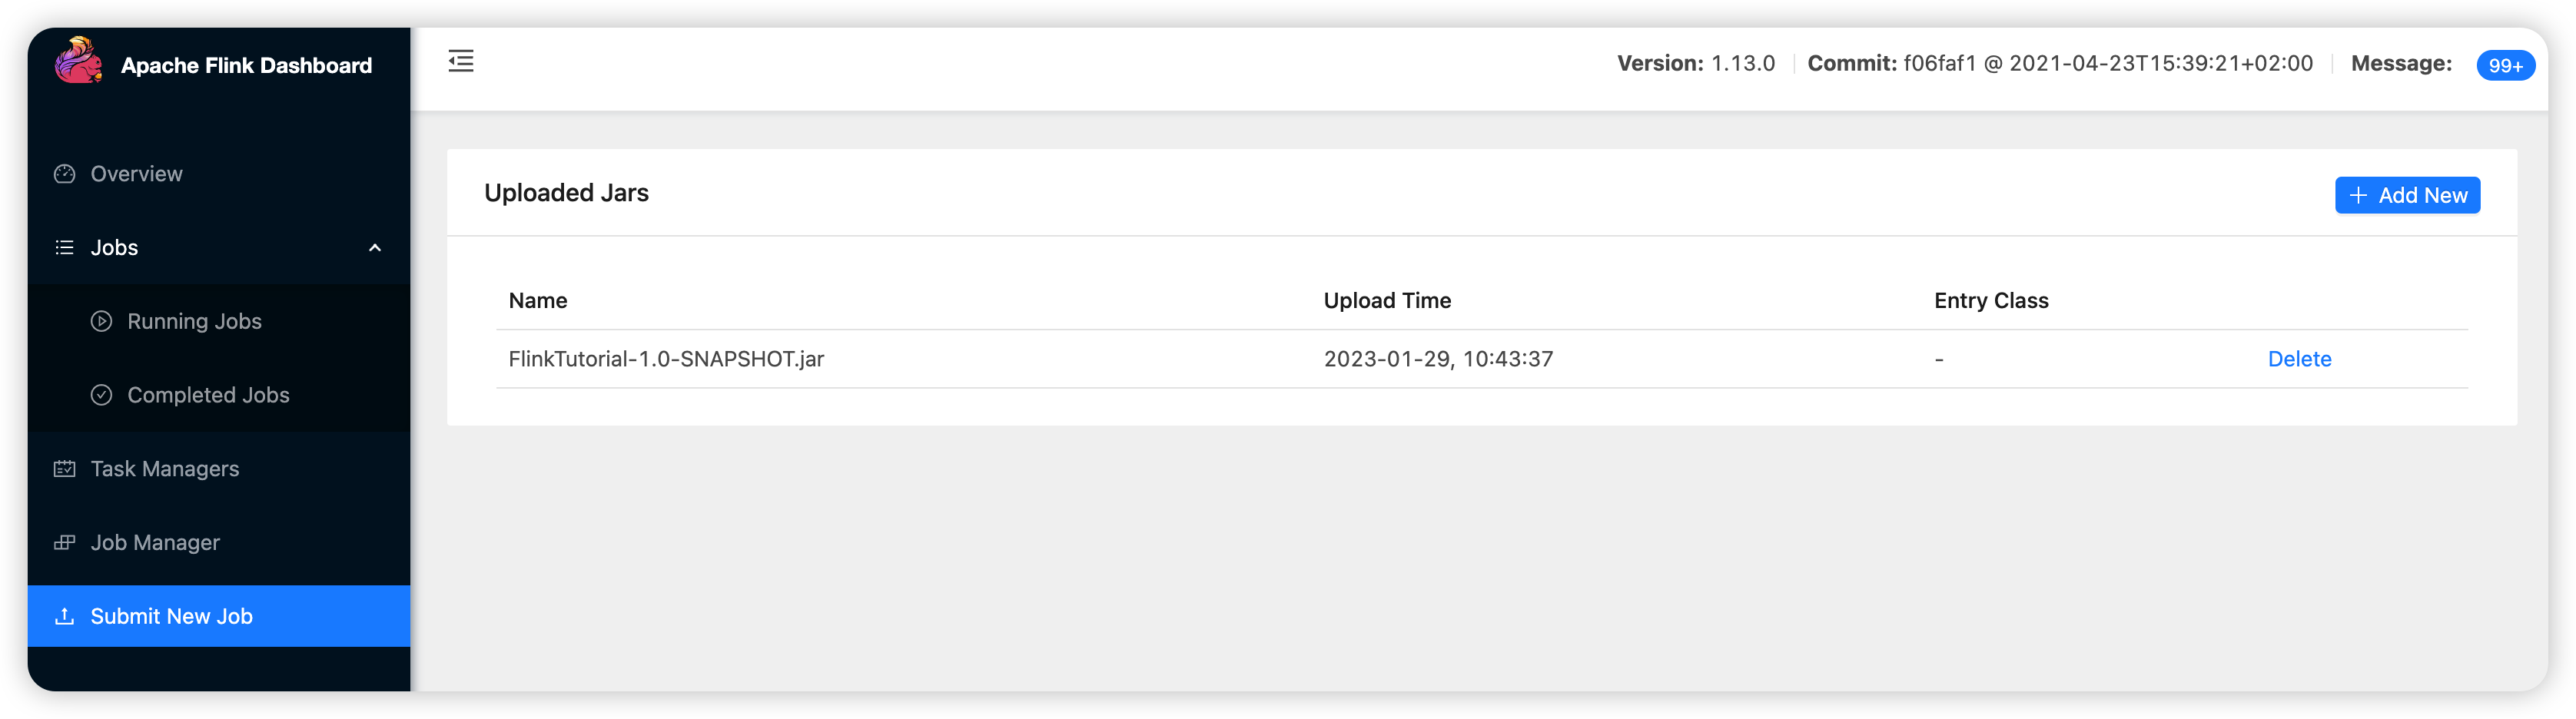 Apache Flink Dashboard
Version: 1.13.0 Commit: f06faf1 @ 2021-04-23T15:39:21+02:00 Message: 99+
Overview
Jobs
Running Jobs
Completed Jobs
Task Managers
Job Manager
Submit New Job
Uploaded Jars
+ Add New
Name Upload Time Entry Class
FlinkTutorial-1.0-SNAPSHOT.jar 2023-01-29, 10:43:37 - Delete